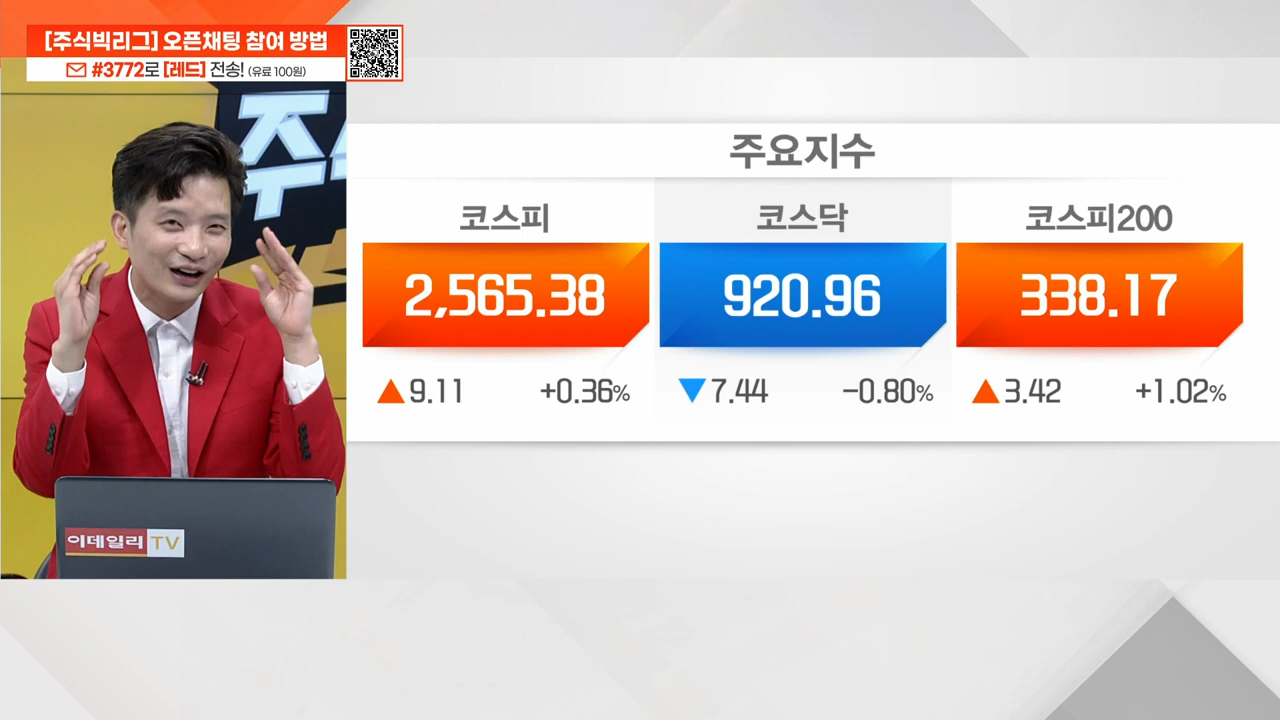 [주식빅리그] 오픈채팅 참여 방법
#3772로 [레드] 전송! (유료 100원)
주
주요지수
코스피
코스닥
코스피200
2,565.38
920.96
338.17
▲ 9.11 +0.36%
▼ 7.44 -0.80%
▲ 3.42 +1.02%
이데일리 TV